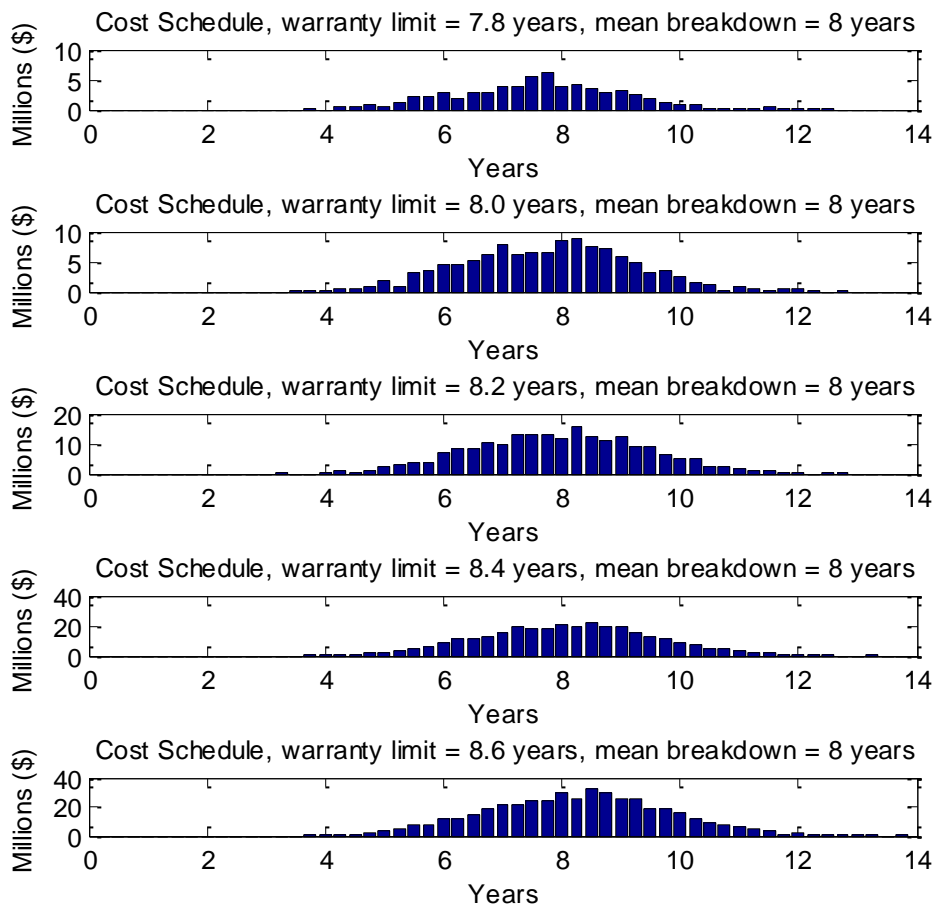 Cost Schedule, warranty limit = 7.8 years, mean breakdown = 8 years
Millions ($)
10
5
0
0 2 4 6 8 10 12 14
Years
Cost Schedule, warranty limit = 8.0 years, mean breakdown = 8 years
Millions ($)
10
5
0
0 2 4 6 8 10 12 14
Years
Cost Schedule, warranty limit = 8.2 years, mean breakdown = 8 years
Millions ($)
20
10
0
0 2 4 6 8 10 12 14
Years
Cost Schedule, warranty limit = 8.4 years, mean breakdown = 8 years
Millions ($)
40
20
0
0 2 4 6 8 10 12 14
Years
Cost Schedule, warranty limit = 8.6 years, mean breakdown = 8 years
Millions ($)
40
20
0
0 2 4 6 8 10 12 14
Years